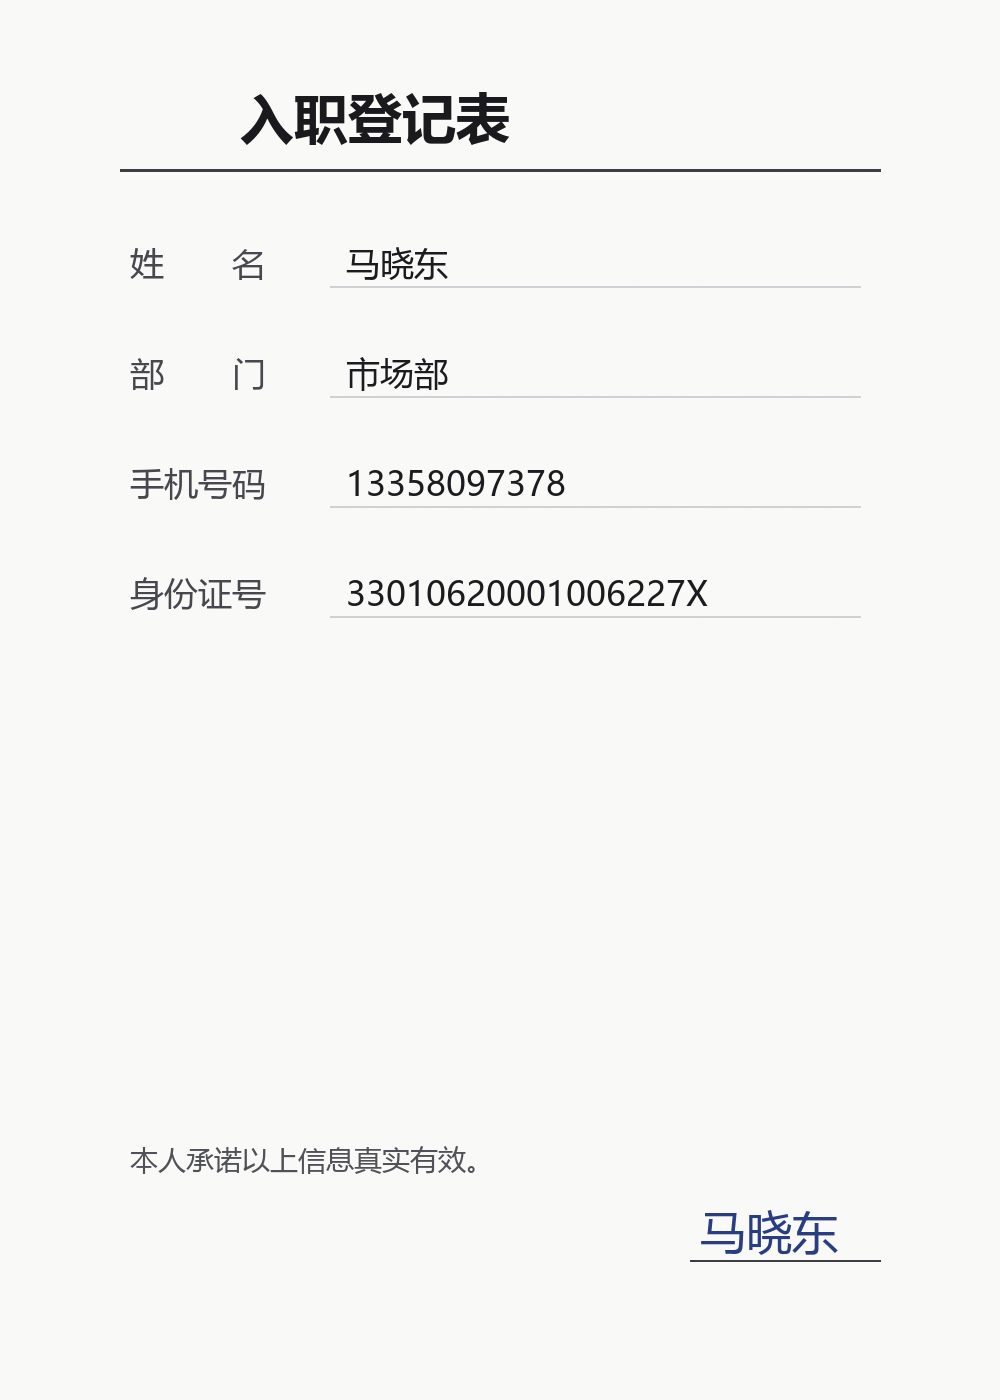 入职登记表
姓 名 马晓东
部 门 市场部
手机号码 13358097378
身份证号 33010620001006227X
本人承诺以上信息真实有效。
马晓东